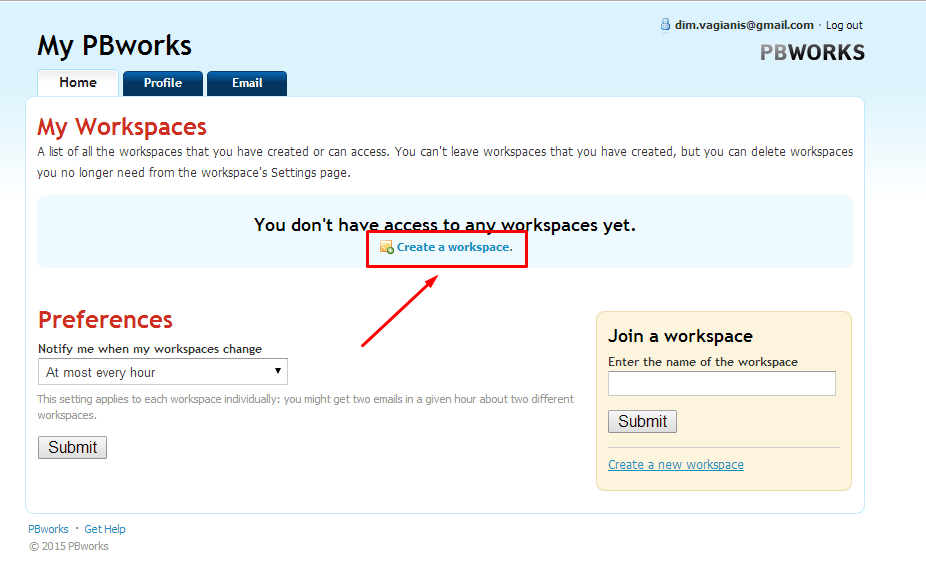 dim.vagianis@gmail.com · Log out
My PBworks
PBWORKS
Home Profile Email
My Workspaces
A list of all the workspaces that you have created or can access. You can't leave workspaces that you have created, but you can delete workspaces
you no longer need from the workspace's Settings page.
You don't have access to any workspaces yet.
Create a workspace.
Preferences
Notify me when my workspaces change
At most every hour
This setting applies to each workspace individually: you might get two emails in a given hour about two different
workspaces.
Submit
Join a workspace
Enter the name of the workspace
Submit
Create a new workspace
PBworks · Get Help
© 2015 PBworks